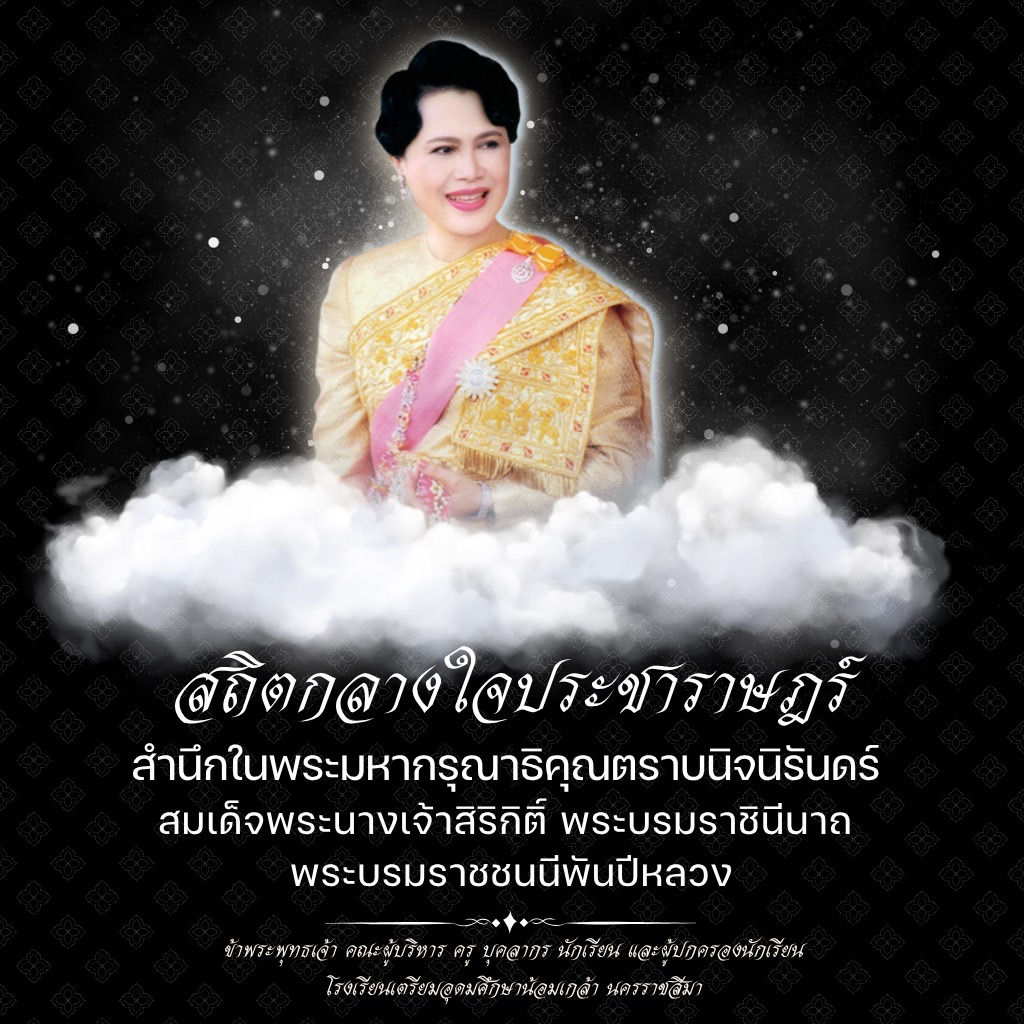 สถิตกลางใจประชาราษฎร์
สำนึกในพระมหากรุณาธิคุณตราบนิจนิรันดร์
สมเด็จพระนางเจ้าสิริกิติ์ พระบรมราชินีนาถ
พระบรมราชชนนีพันปีหลวง
ข้าพระพุทธเจ้า คณะผู้บริหาร ครู บุคลากร นักเรียน และผู้ปกครองนักเรียน
โรงเรียนเตรียมอุดมศึกษาน้อมเกล้า นครราชสีมา